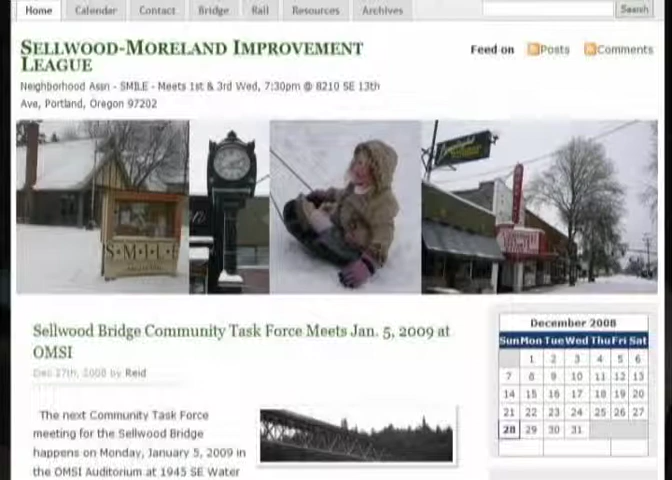 Home Calendar Contact Bridge Rail Resources Archives Search
SELLWOOD-MORELAND IMPROVEMENT
LEAGUE
Feed on Posts Comments
Neighborhood Assn - SMILE - Meets 1st & 3rd Wed, 7:30pm @ 8210 SE 13th
Ave, Portland, Oregon 97202
S•M•I•L•E
Sellwood Bridge Community Task Force Meets Jan. 5, 2009 at
OMSI
Dec 27th, 2008 by Reid
The next Community Task Force
meeting for the Sellwood Bridge
happens on Monday, January 5, 2009 in
the OMSI Auditorium at 1945 SE Water
December 2008
Sun Mon Tue Wed Thu Fri Sat
1 2 3 4 5 6
7 8 9 10 11 12 13
14 15 16 17 18 19 20
21 22 23 24 25 26 27
28 29 30 31